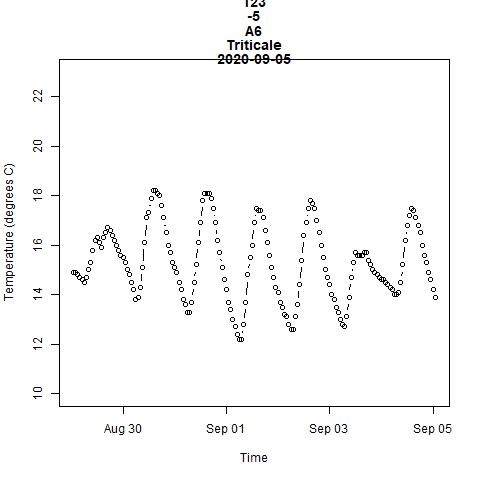 123
-5
A6
Triticale
2020-09-05
Temperature (degrees C)
22
20
18
16
14
12
10
Aug 30
Sep 01
Sep 03
Sep 05
Time